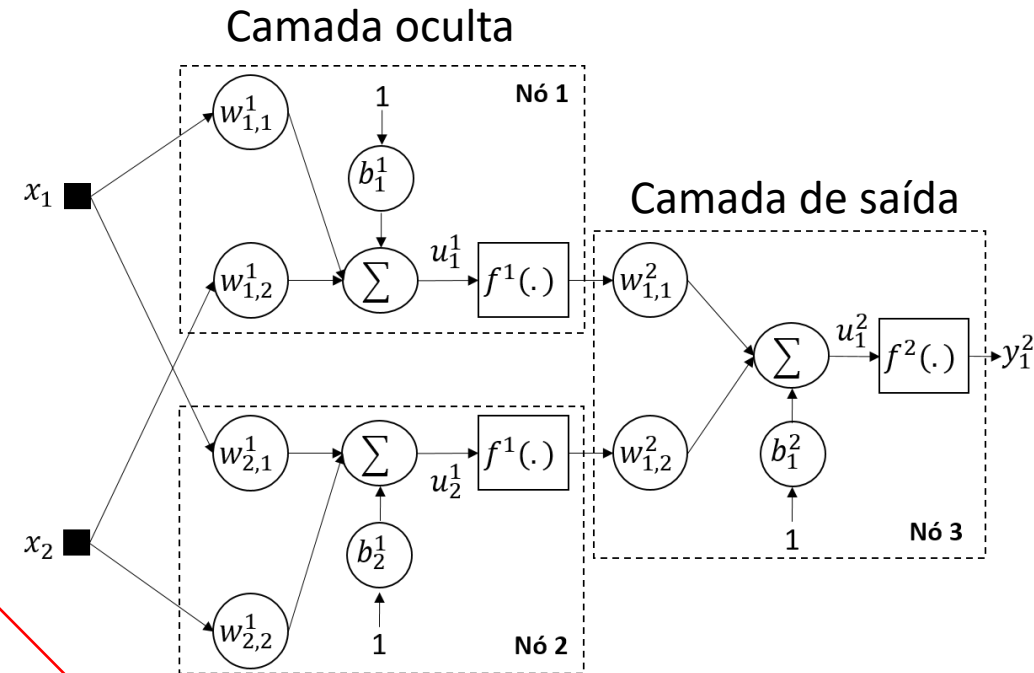 Camada oculta
Nó 1
w¹₁,₁
1
b¹₁
x₁
w¹₁,₂
∑
u¹₁
f¹(.)
Camada de saída
w²₁,₁
∑
u²₁
f²(.)
y²₁
w²₁,₂
b²₁
1
Nó 3
w¹₂,₁
∑
u¹₂
f¹(.)
x₂
b¹₂
w¹₂,₂
1
Nó 2